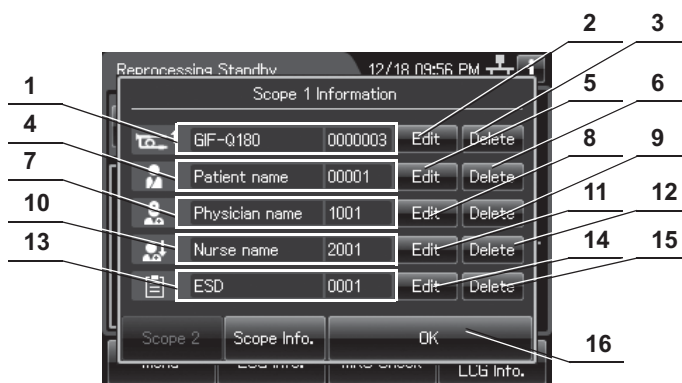 2 3
Reprocessing Standby 12/18 09:56 PM i
1 Scope 1 Information 5 6
GIF-Q180 0000003 Edit Delete
4 8 9
Patient name 00001 Edit Delete
7 11 12
Physician name 1001 Edit Delete
10 Nurse name 2001 Edit Delete
13 14 15
ESD 0001 Edit Delete
Scope 2 Scope Info. OK 16
LCG Info.